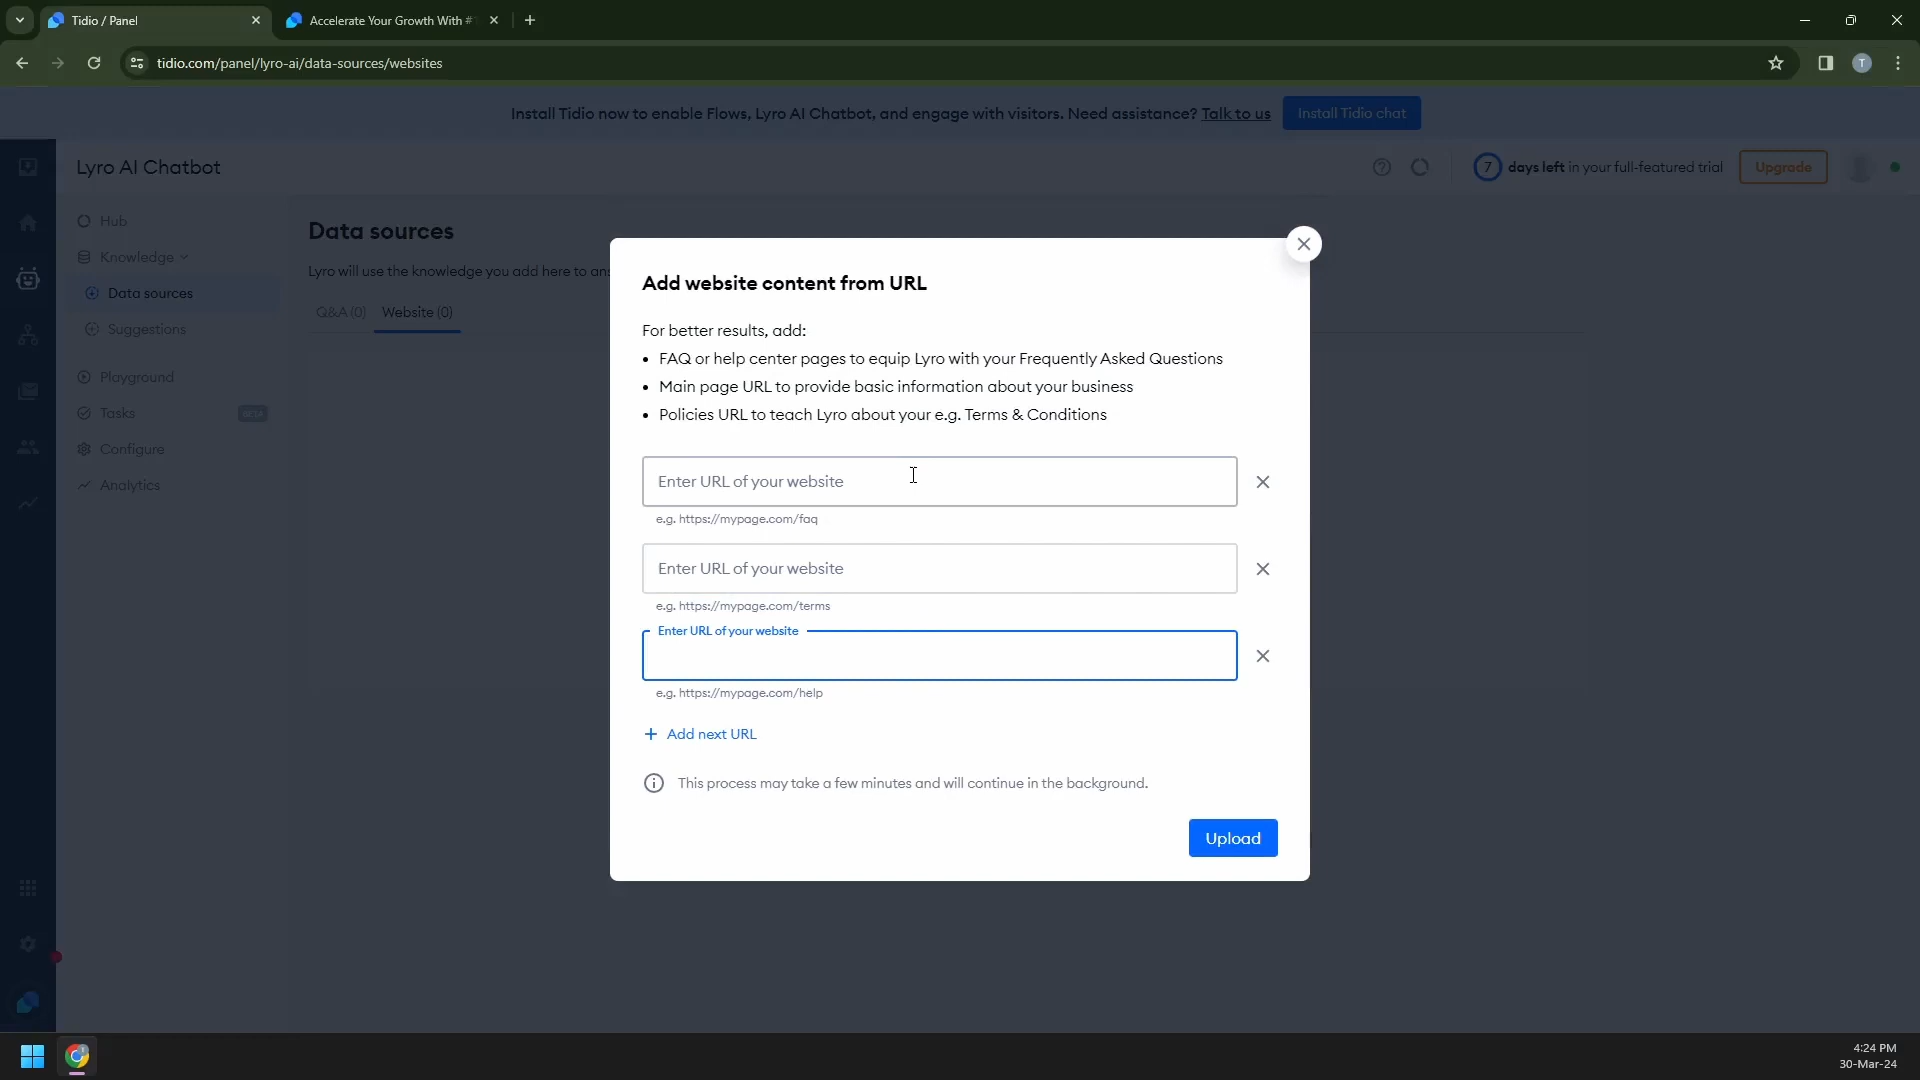 Tidio / Panel
Accelerate Your Growth With #
tidio.com/panel/lyro-ai/data-sources/websites
T
Install Tidio now to enable Flows, Lyro AI Chatbot, and engage with visitors. Need assistance? Talk to us
Install Tidio chat
Lyro AI Chatbot
7 days left in your full-featured trial
Upgrade
Hub
Knowledge
Data sources
Suggestions
Playground
Tasks
BETA
Configure
Analytics
Data sources
Lyro will use the knowledge you add here to ans
Q&A (0)
Website (0)
Add website content from URL
For better results, add:
• FAQ or help center pages to equip Lyro with your Frequently Asked Questions
• Main page URL to provide basic information about your business
• Policies URL to teach Lyro about your e.g. Terms & Conditions
Enter URL of your website
e.g. https://mypage.com/faq
Enter URL of your website
e.g. https://mypage.com/terms
Enter URL of your website
e.g. https://mypage.com/help
+ Add next URL
This process may take a few minutes and will continue in the background.
Upload
4:24 PM
30-Mar-24